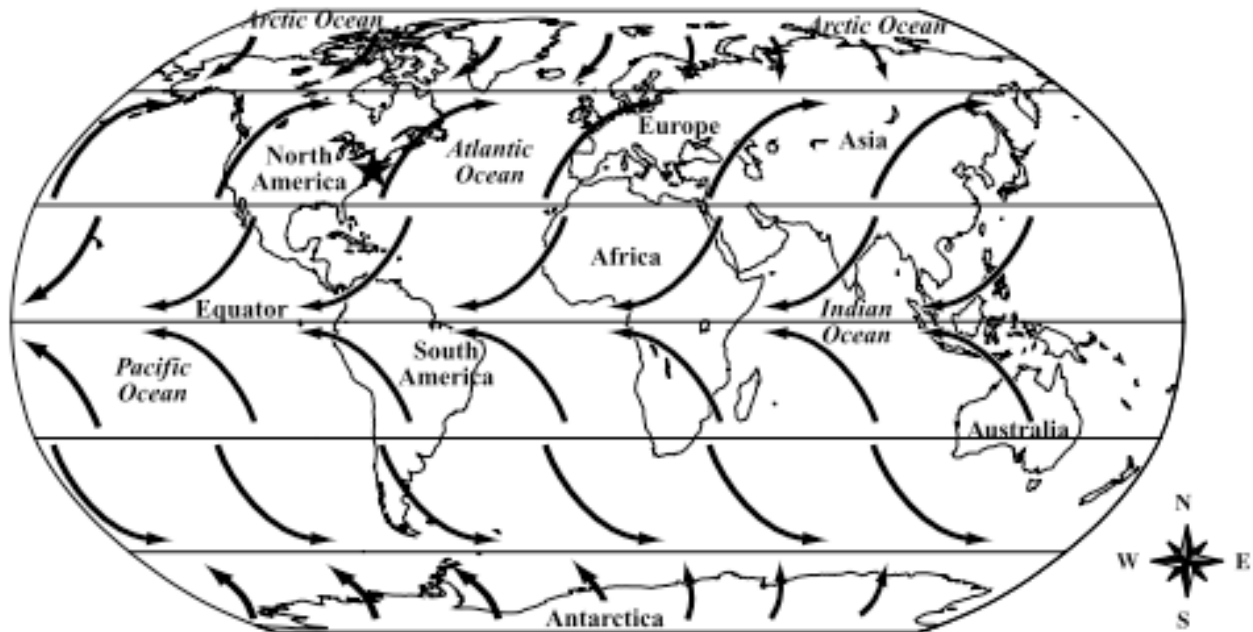 Arctic Ocean
Arctic Ocean
North
America
Atlantic
Ocean
Europe
Asia
Africa
Equator
Indian
Ocean
South
America
Pacific
Ocean
Australia
Antarctica
N
W
E
S